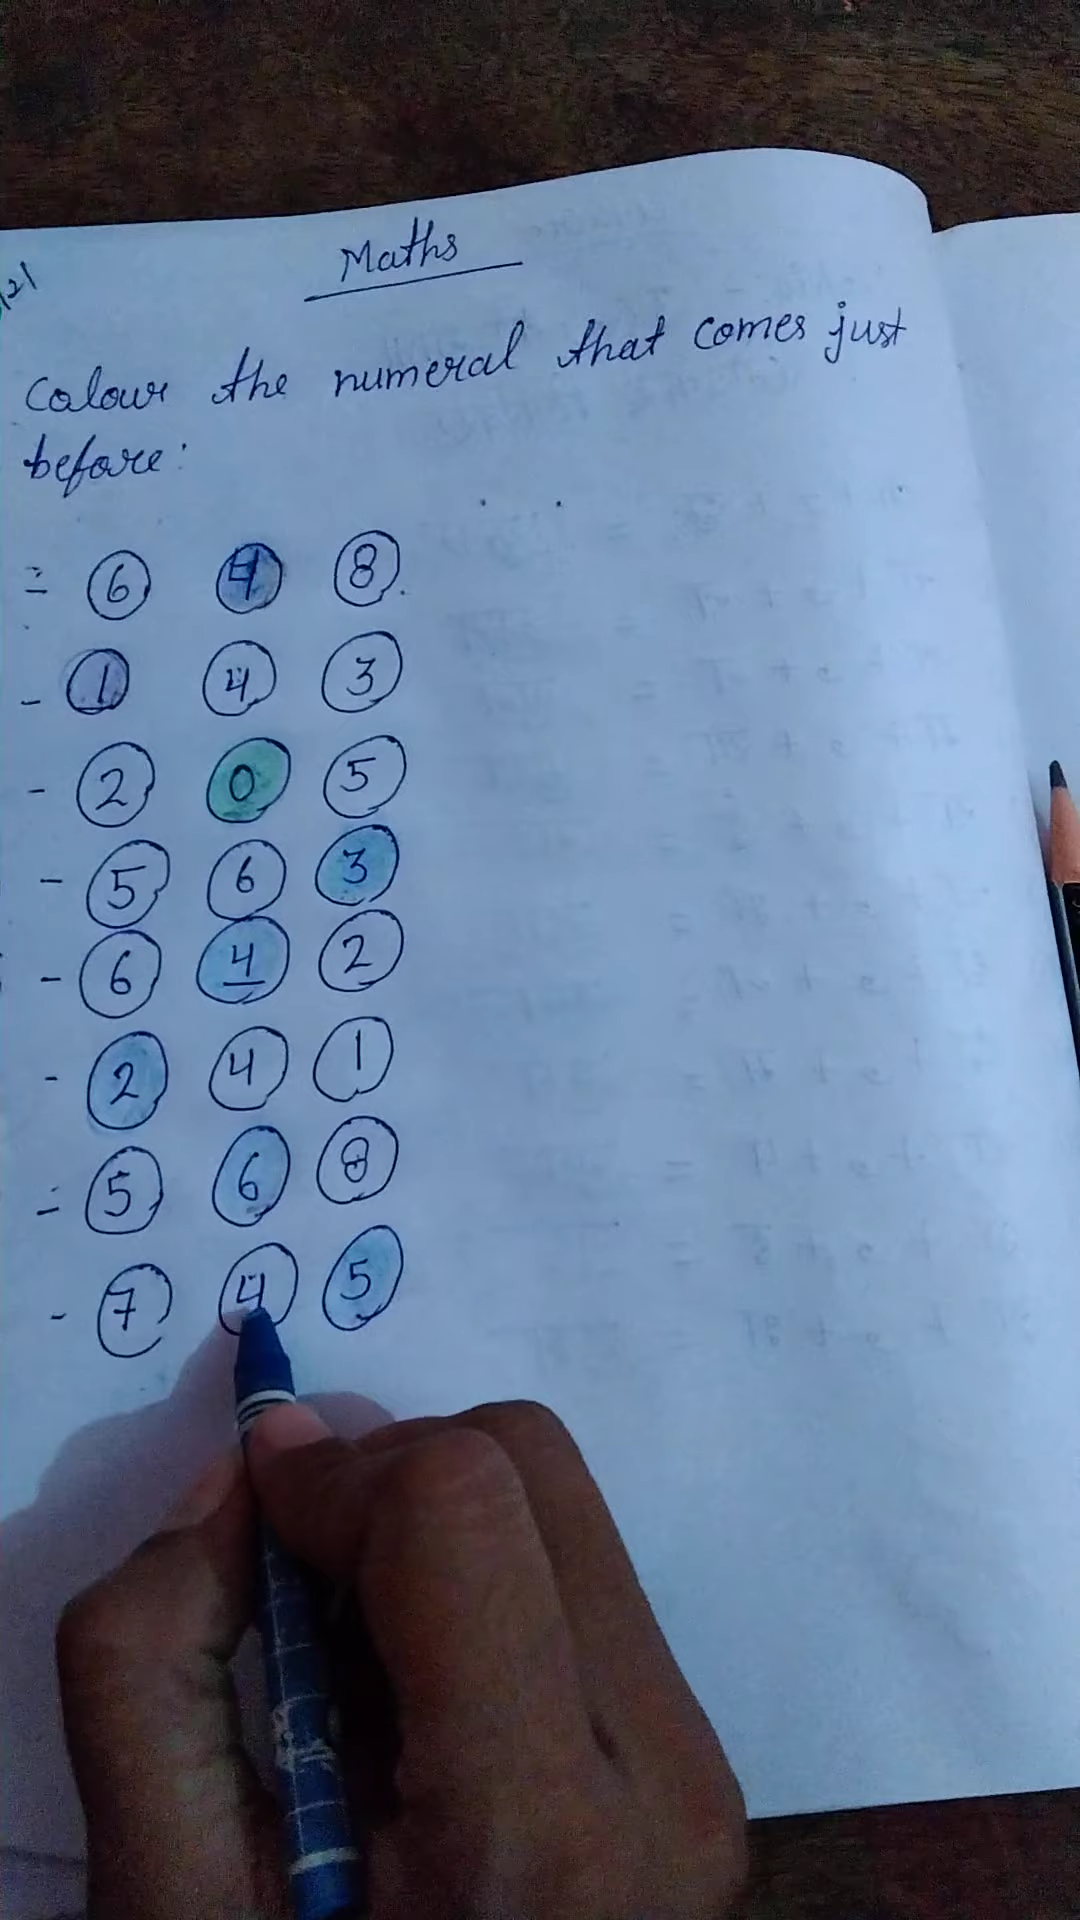 Maths
Colour the numeral that comes just
before:
= 6 4 8
- 1 4 3
- 2 0 5
- 5 6 3
- 6 4 2
- 2 4 1
= 5 6 8
- 7 4 5